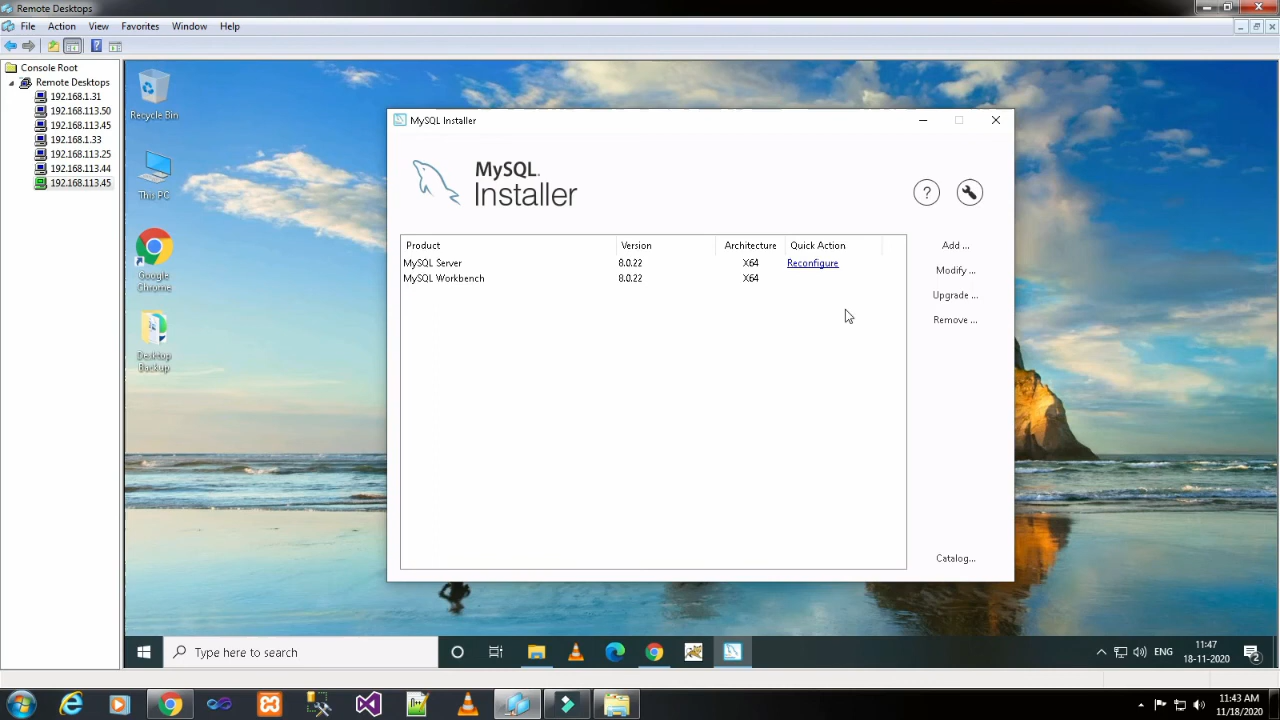 Remote Desktops
File Action View Favorites Window Help
Console Root
Remote Desktops
192.168.1.31
192.168.113.50
192.168.113.45
192.168.1.33
192.168.113.25
192.168.113.44
192.168.113.45
Recycle Bin
This PC
Google
Chrome
Desktop
Backup
MySQL Installer
MySQL.
Installer
?
Product Version Architecture Quick Action
MySQL Server 8.0.22 X64 Reconfigure
MySQL Workbench 8.0.22 X64
Add ...
Modify ...
Upgrade ...
Remove ...
Catalog...
Type here to search
ENG
11:47
18-11-2020
2
11:43 AM
11/18/2020